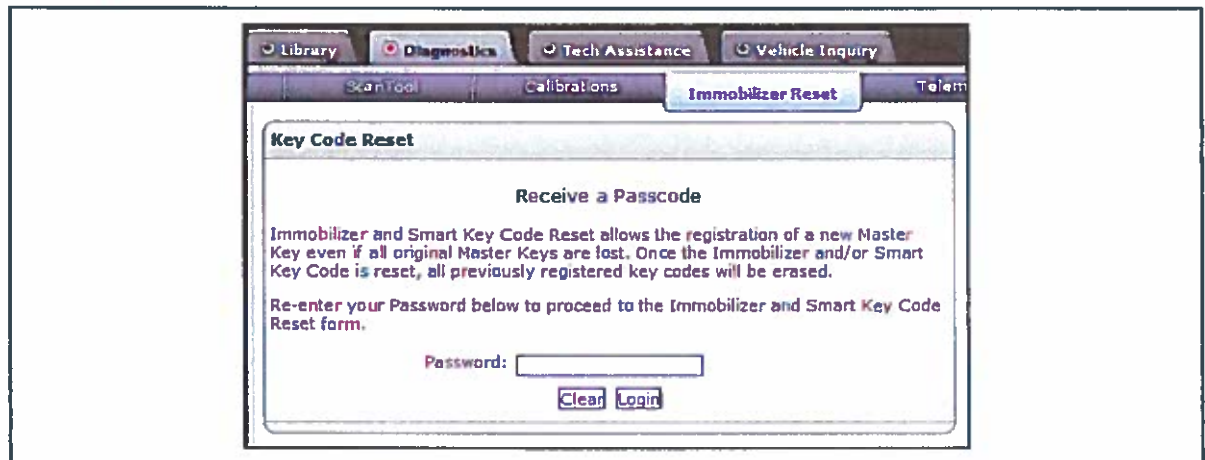 Library Diagnostics Tech Assistance Vehicle Inquiry
ScanTool Calibrations Immobilizer Reset Telem
Key Code Reset
Receive a Passcode
Immobilizer and Smart Key Code Reset allows the registration of a new Master
Key even if all original Master Keys are lost. Once the Immobilizer and/or Smart
Key Code is reset, all previously registered key codes will be erased.
Re-enter your Password below to proceed to the Immobilizer and Smart Key Code
Reset form.
Password:
Clear Login